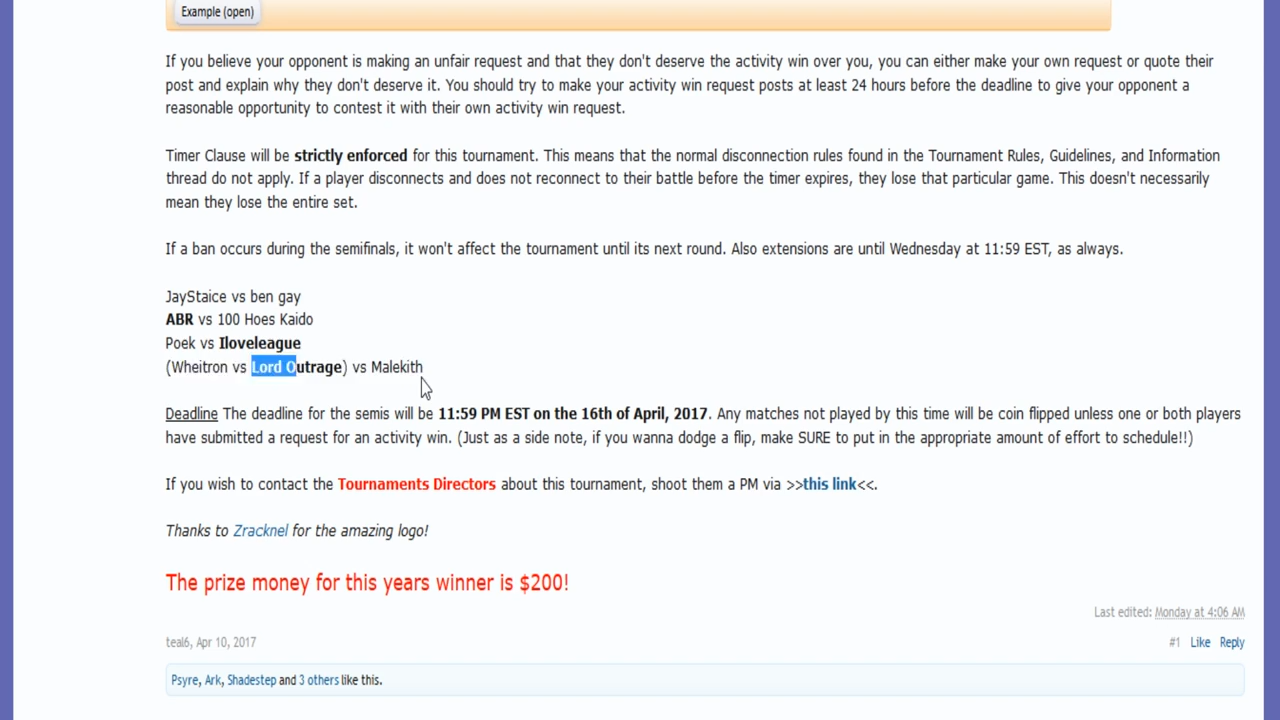 Example (open)
If you believe your opponent is making an unfair request and that they don't deserve the activity win over you, you can either make your own request or quote their
post and explain why they don't deserve it. You should try to make your activity win request posts at least 24 hours before the deadline to give your opponent a
reasonable opportunity to contest it with their own activity win request.
Timer Clause will be strictly enforced for this tournament. This means that the normal disconnection rules found in the Tournament Rules, Guidelines, and Information
thread do not apply. If a player disconnects and does not reconnect to their battle before the timer expires, they lose that particular game. This doesn't necessarily
mean they lose the entire set.
If a ban occurs during the semifinals, it won't affect the tournament until its next round. Also extensions are until Wednesday at 11:59 EST, as always.
JayStaice vs ben gay
ABR vs 100 Hoes Kaido
Poek vs Iloveleague
(Wheitron vs Lord Outrage) vs Malekith
Deadline The deadline for the semis will be 11:59 PM EST on the 16th of April, 2017. Any matches not played by this time will be coin flipped unless one or both players
have submitted a request for an activity win. (Just as a side note, if you wanna dodge a flip, make SURE to put in the appropriate amount of effort to schedule!!)
If you wish to contact the Tournaments Directors about this tournament, shoot them a PM via >>this link<<.
Thanks to Zracknel for the amazing logo!
The prize money for this years winner is $200!
Last edited: Monday at 4:06 AM
teal6, Apr 10, 2017 #1 Like Reply
Psyre, Ark, Shadestep and 3 others like this.